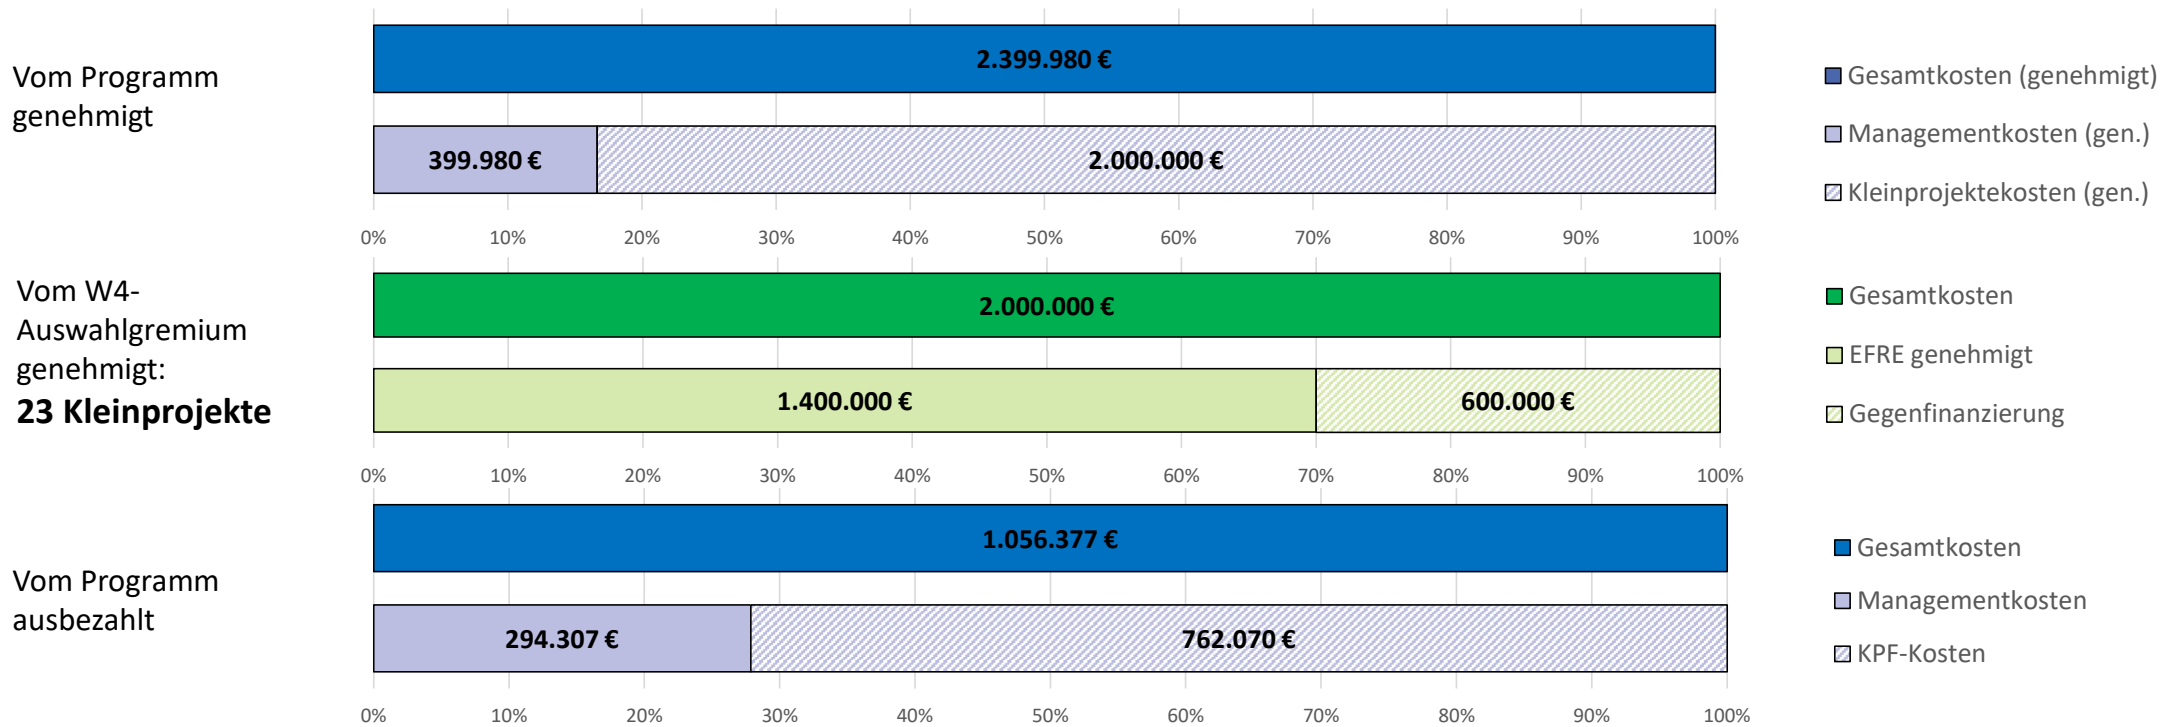 Vom Programm
genehmigt
2.399.980 €
399.980 €
2.000.000 €
0% 10% 20% 30% 40% 50% 60% 70% 80% 90% 100%
Gesamtkosten (genehmigt)
Managementkosten (gen.)
Kleinprojektekosten (gen.)
Vom W4-
Auswahlgremium
genehmigt:
23 Kleinprojekte
2.000.000 €
1.400.000 €
600.000 €
0% 10% 20% 30% 40% 50% 60% 70% 80% 90% 100%
Gesamtkosten
EFRE genehmigt
Gegenfinanzierung
Vom Programm
ausbezahlt
1.056.377 €
294.307 €
762.070 €
0% 10% 20% 30% 40% 50% 60% 70% 80% 90% 100%
Gesamtkosten
Managementkosten
KPF-Kosten